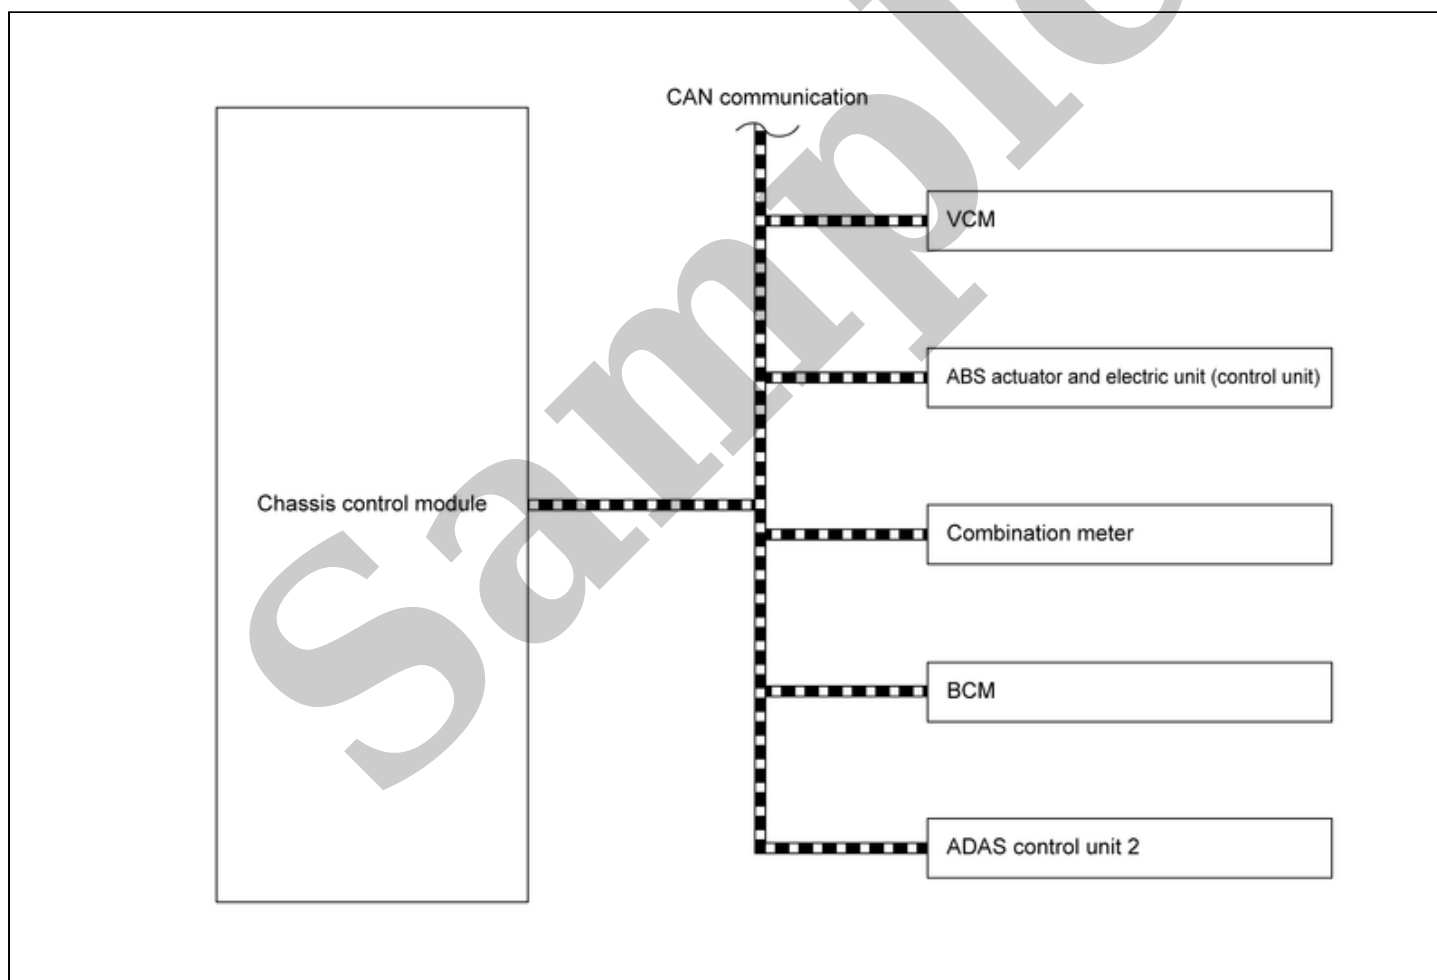 CAN communication
VCM
ABS actuator and electric unit (control unit)
Chassis control module
Combination meter
BCM
ADAS control unit 2
Sample